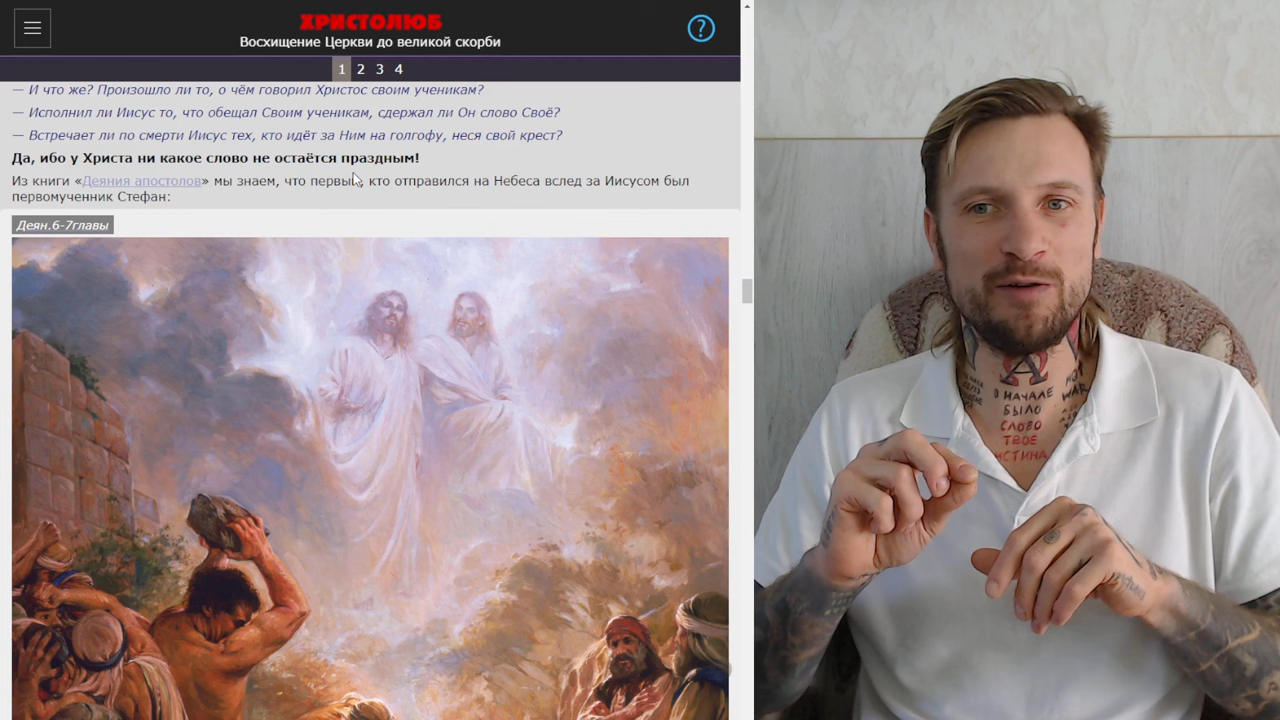 ХРИСТОЛЮБ
Восхищение Церкви до великой скорби
1 2 3 4
— И что же? Произошло ли то, о чём говорил Христос своим ученикам?
— Исполнил ли Иисус то, что обещал Своим ученикам, сдержал ли Он слово Своё?
— Встречает ли по смерти Иисус тех, кто идёт за Ним на голгофу, неся свой крест?
Да, ибо у Христа ни какое слово не остаётся праздным!
Из книги «Деяния апостолов» мы знаем, что первый, кто отправился на Небеса вслед за Иисусом был
первомученник Стефан:
Деян.6-7главы
В НАЧАЛЕ
БЫЛО
СЛОВО
ТВОЕ
ИСТИНА
WAR